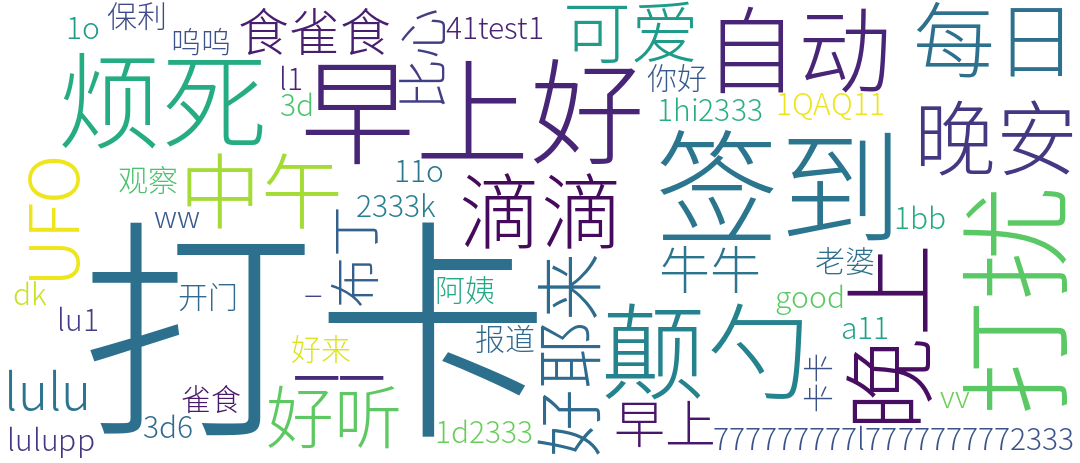 1o
保利
呜呜
食雀食
比心
41test1
可爱
自动
每日
烦死
l1
3d
早上好
你好
1hi2333
1QAQ11
晚安
UFO
观察
中午
11o
2333k
滴滴
签到
1bb
打扰
ww
布丁
牛牛
老婆
dk
lu1
开门
_
打卡
阿姨
好耶来
good
a11
颠勺
晚上
lulu
好来
报道
一一
半半
vv
雀食
好听
3d6
lulupp
1d2333
早上
777777777l7777777772333